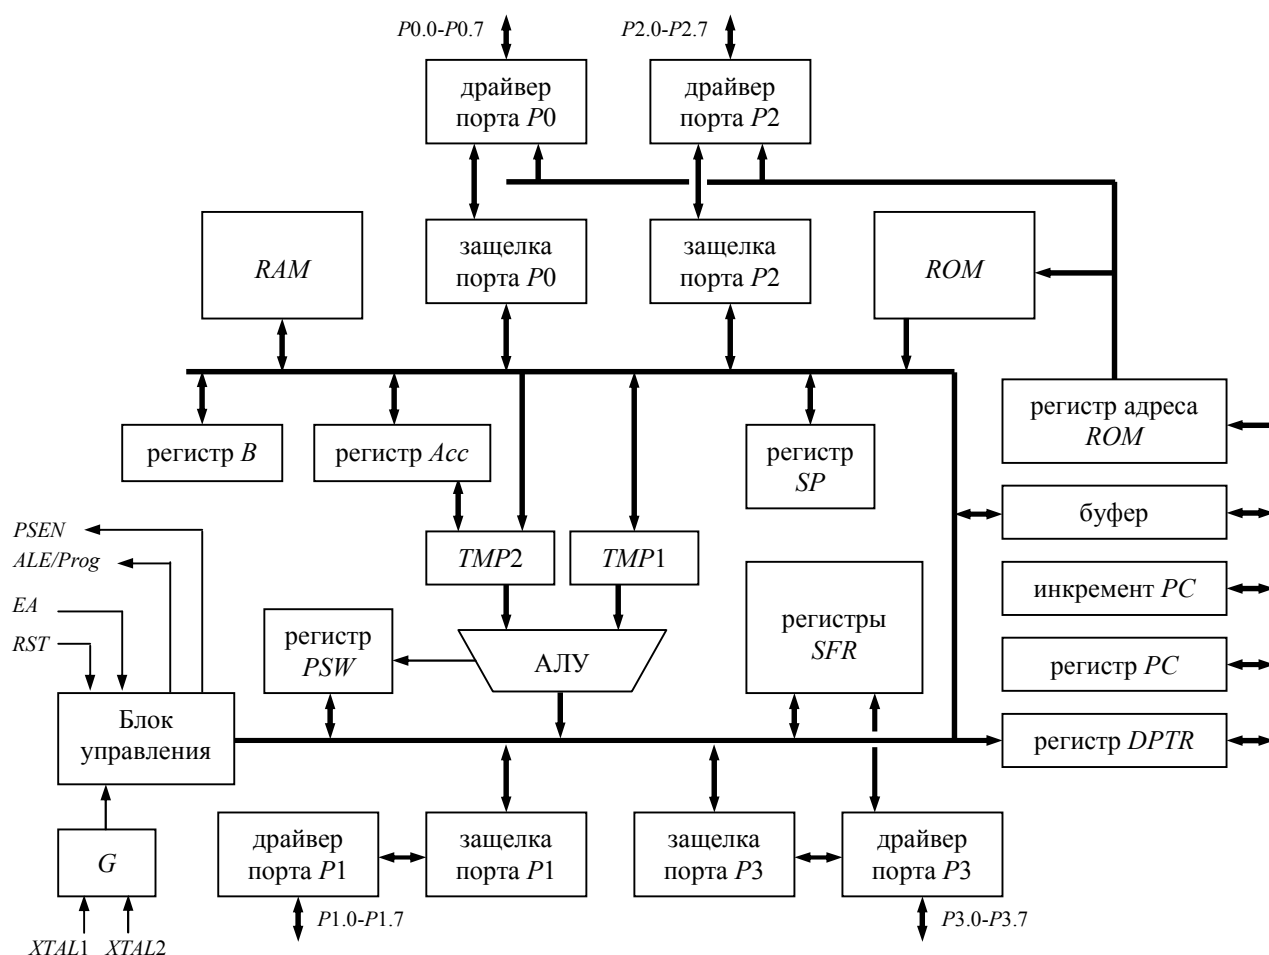 P0.0-P0.7
P2.0-P2.7
драйвер
порта P0
драйвер
порта P2
RAM
защелка
порта P0
защелка
порта P2
ROM
регистр B
регистр Acc
регистр
SP
регистр адреса
ROM
буфер
инкремент PC
регистр PC
регистр DPTR
PSEN
ALE/Prog
EA
RST
TMP2
TMP1
регистр
PSW
АЛУ
регистры
SFR
Блок
управления
G
XTAL1
XTAL2
драйвер
порта P1
защелка
порта P1
защелка
порта P3
драйвер
порта P3
P1.0-P1.7
P3.0-P3.7